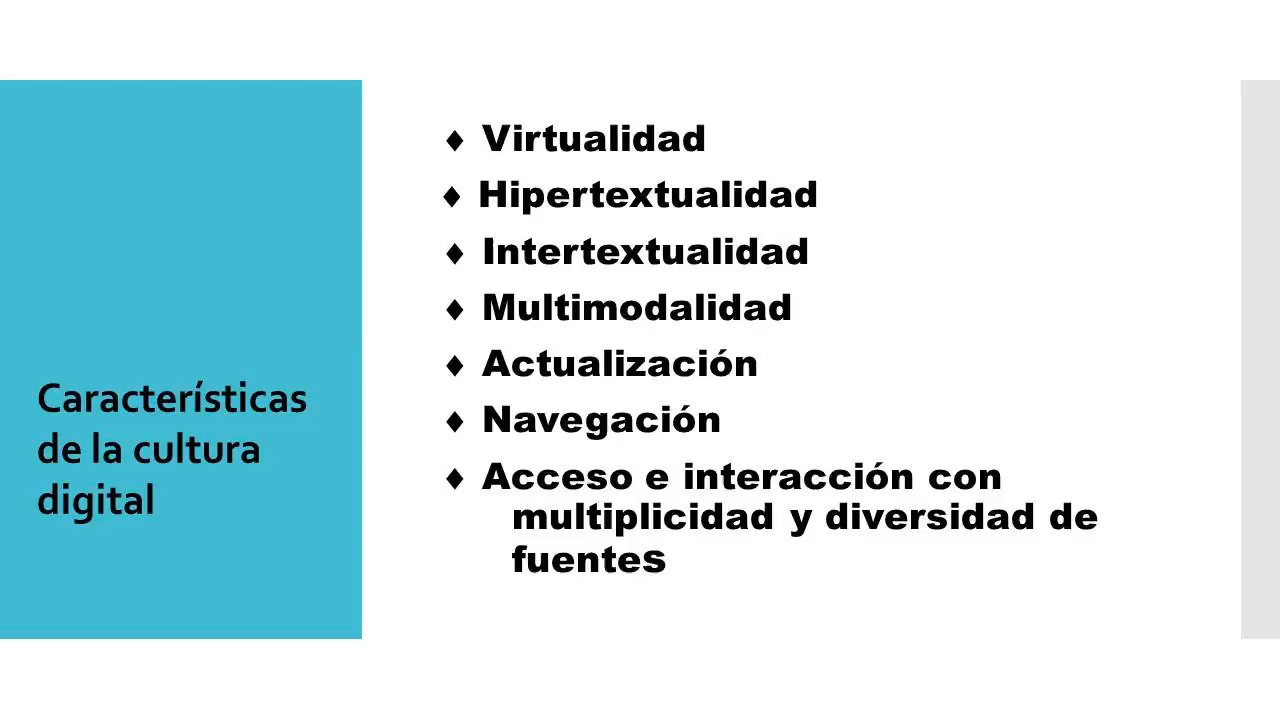 Características
de la cultura
digital
♦ Virtualidad
♦ Hipertextualidad
♦ Intertextualidad
♦ Multimodalidad
♦ Actualización
♦ Navegación
♦ Acceso e interacción con
multiplicidad y diversidad de
fuentes